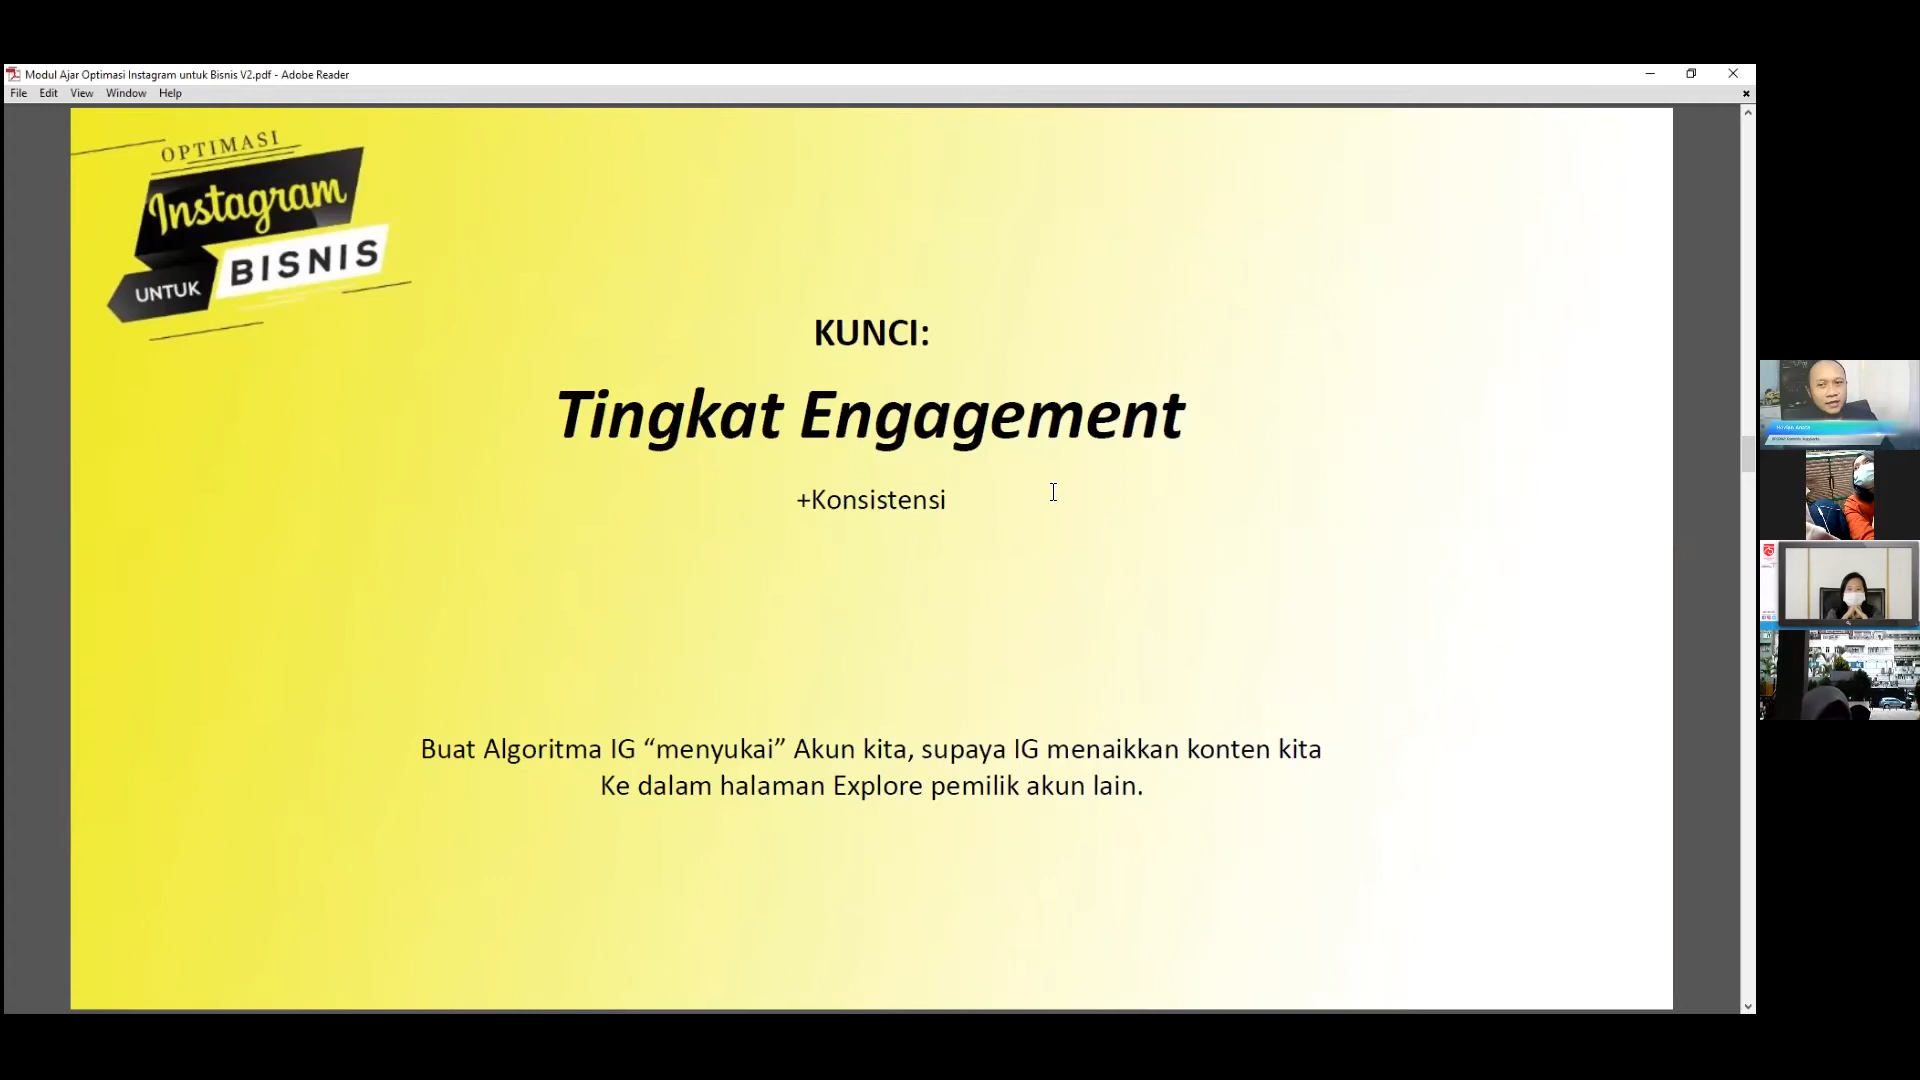 Modul Ajar Optimasi Instagram untuk Bisnis V2.pdf - Adobe Reader
File Edit View Window Help
OPTIMASI
Instagram
UNTUK BISNIS
KUNCI:
Tingkat Engagement
+Konsistensi
Buat Algoritma IG “menyukai” Akun kita, supaya IG menaikkan konten kita
Ke dalam halaman Explore pemilik akun lain.